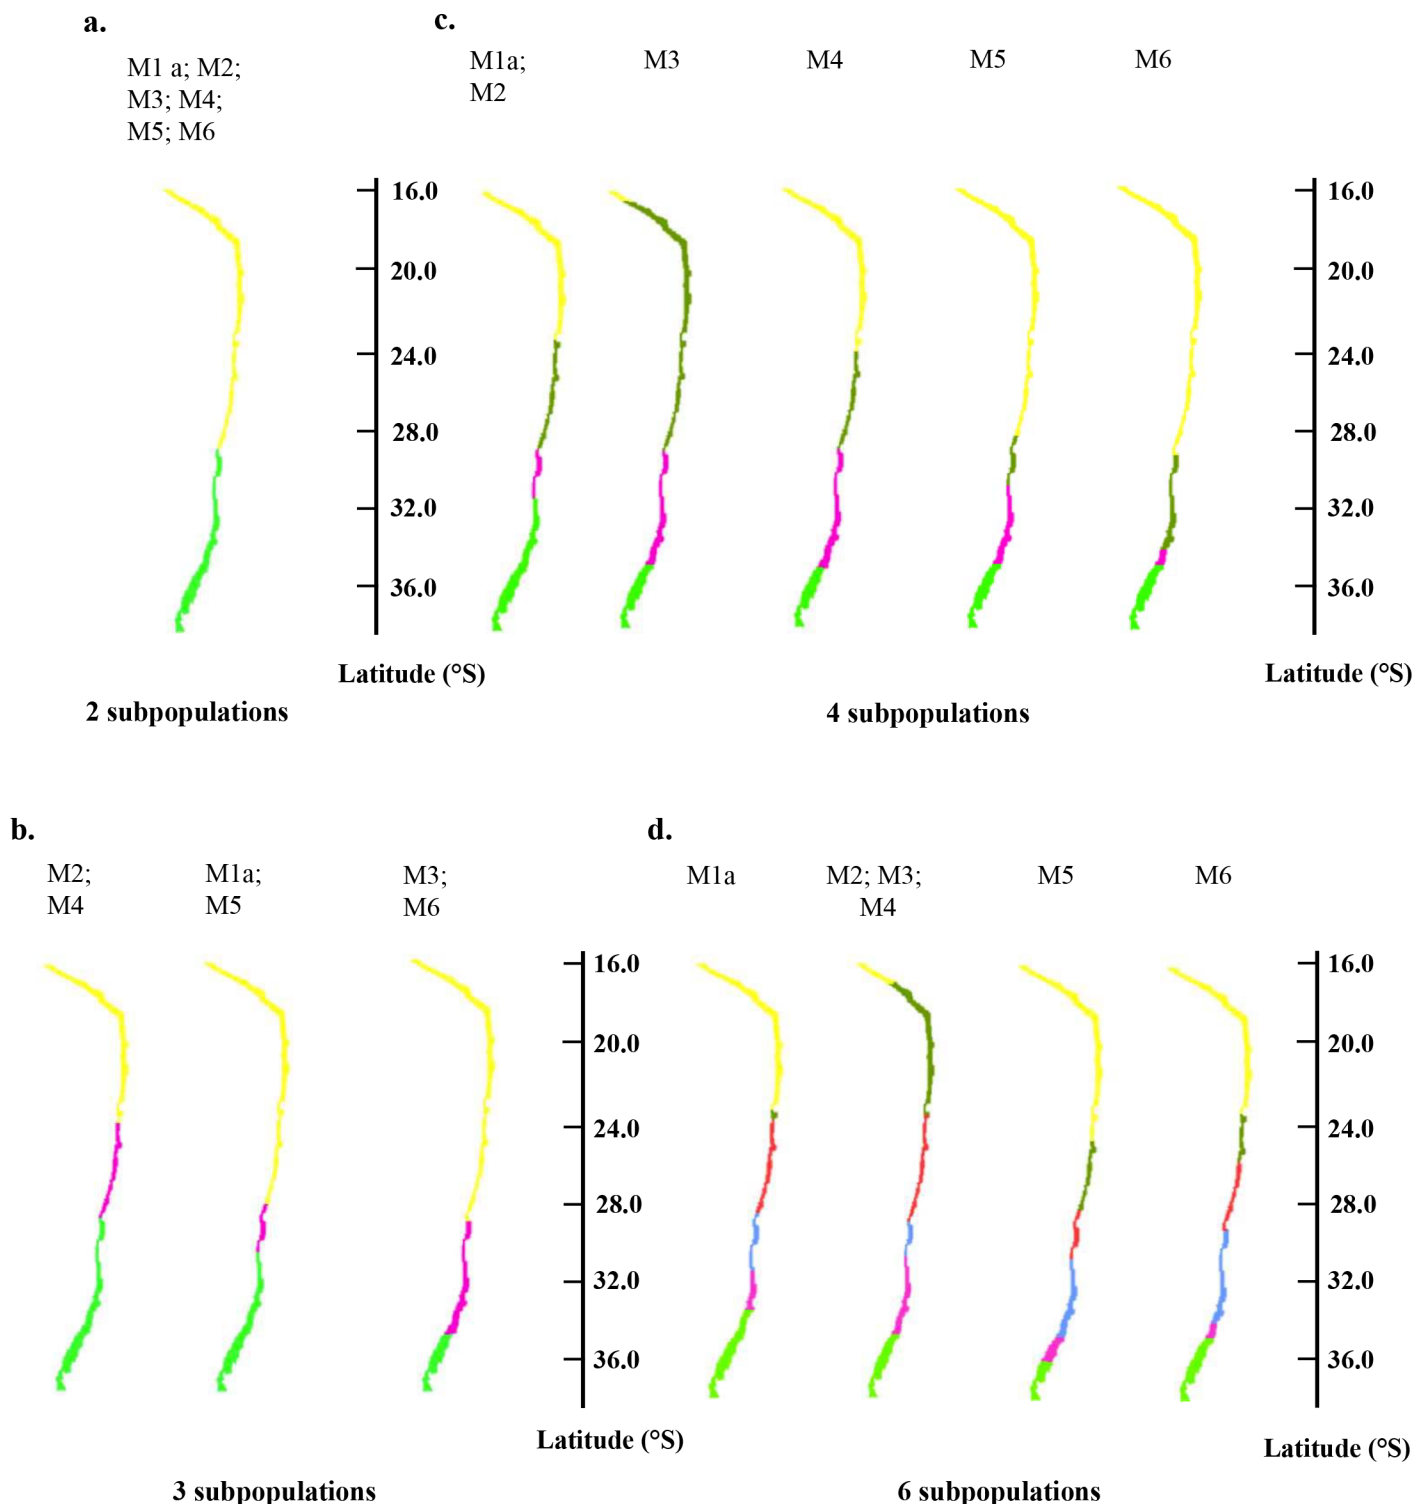 a.
M1 a; M2;
M3; M4;
M5; M6
16.0
20.0
24.0
28.0
32.0
36.0
Latitude (°S)
2 subpopulations
c.
M1a;
M2
M3
M4
M5
M6
16.0
20.0
24.0
28.0
32.0
36.0
Latitude (°S)
4 subpopulations
b.
M2;
M4
M1a;
M5
M3;
M6
16.0
20.0
24.0
28.0
32.0
36.0
Latitude (°S)
3 subpopulations
d.
M1a
M2; M3;
M4
M5
M6
16.0
20.0
24.0
28.0
32.0
36.0
Latitude (°S)
6 subpopulations